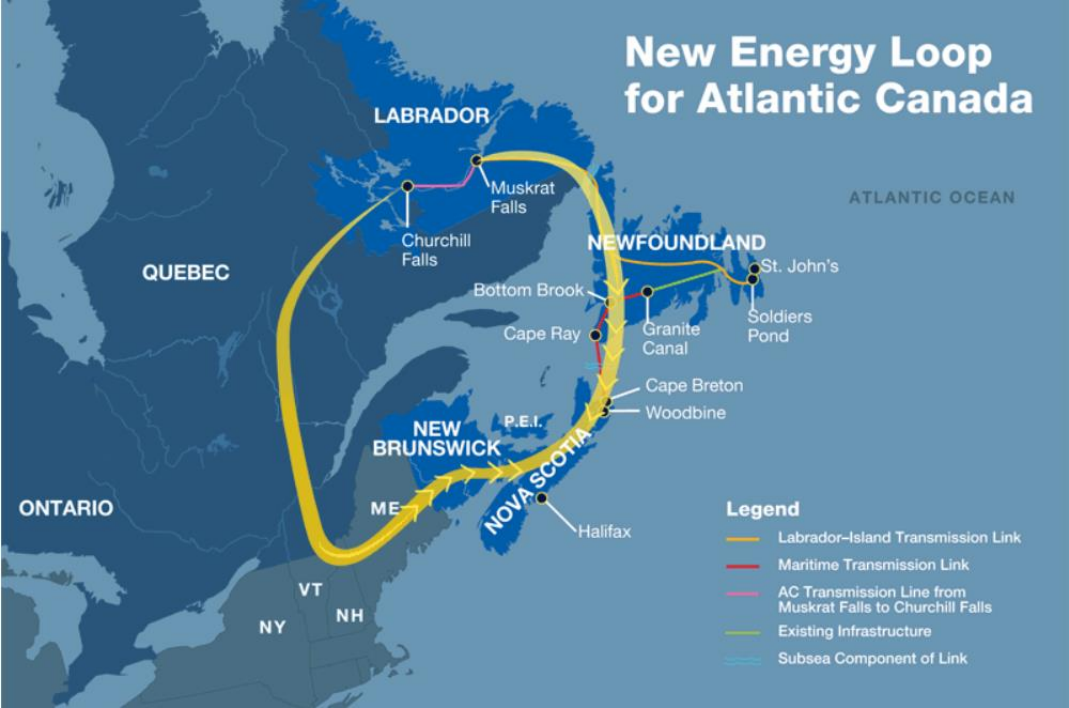 New Energy Loop
for Atlantic Canada
LABRADOR
Muskrat
Falls
ATLANTIC OCEAN
Churchill
Falls
QUEBEC
NEWFOUNDLAND
St. John's
Bottom Brook
Soldiers
Pond
Cape Ray
Granite
Canal
Cape Breton
Woodbine
P.E.I.
NEW
BRUNSWICK
NOVA SCOTIA
ONTARIO
ME
Halifax
VT
NH
NY
Legend
Labrador–Island Transmission Link
Maritime Transmission Link
AC Transmission Line from
Muskrat Falls to Churchill Falls
Existing Infrastructure
Subsea Component of Link